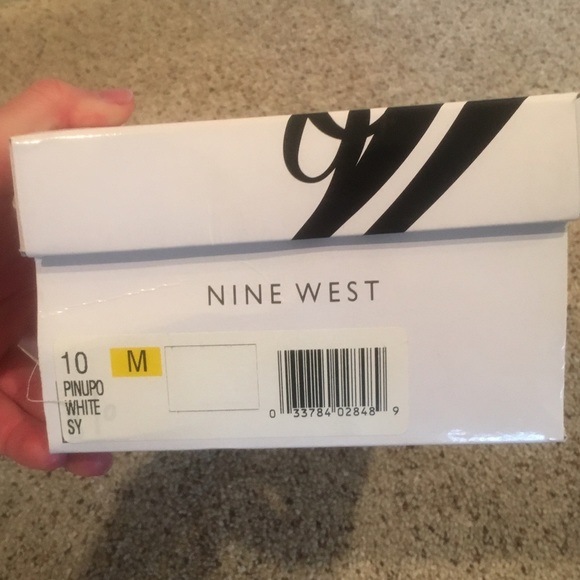 NINE WEST
10 M
PINUPO
WHITE
SY
0 33784 02848 9